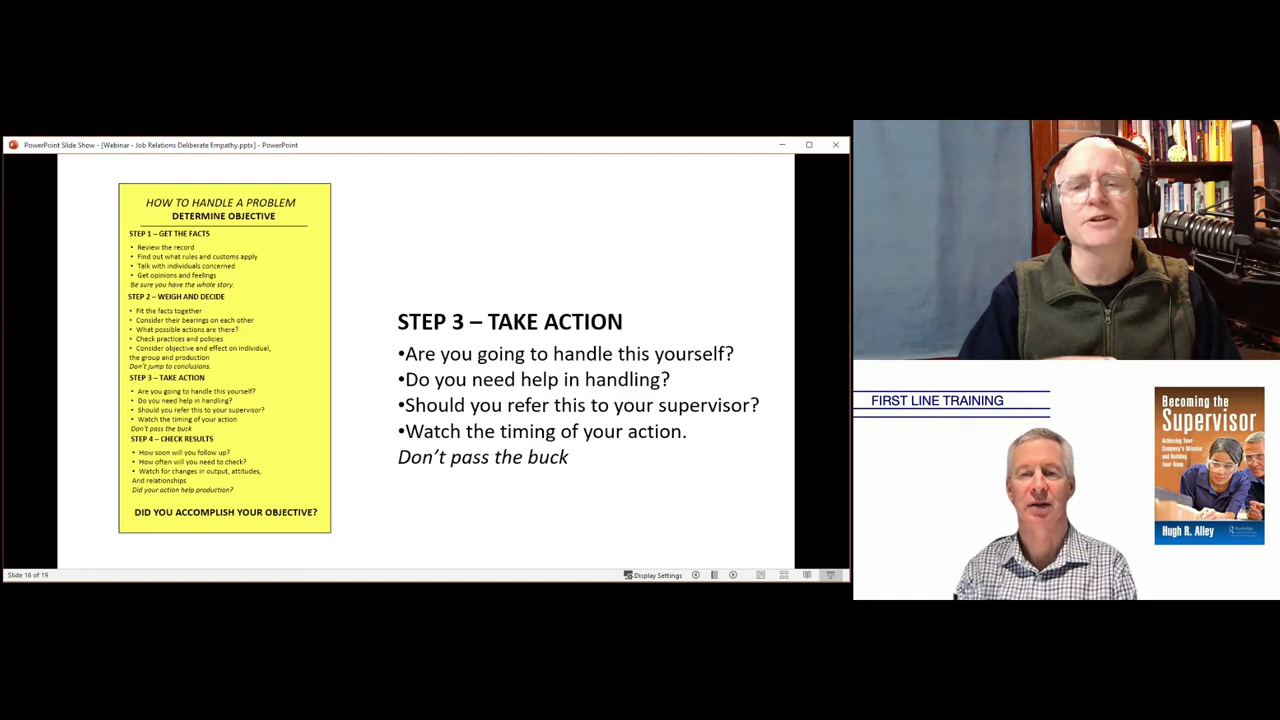 PowerPoint Slide Show - [Webinar - Job Relations Deliberate Empathy.pptx] - PowerPoint
HOW TO HANDLE A PROBLEM
DETERMINE OBJECTIVE
STEP 1 – GET THE FACTS
• Review the record
• Find out what rules and customs apply
• Talk with individuals concerned
• Get opinions and feelings
Be sure you have the whole story.
STEP 2 – WEIGH AND DECIDE
• Fit the facts together
• Consider their bearings on each other
• What possible actions are there?
• Check practices and policies
• Consider objective and effect on individual,
the group and production
Don't jump to conclusions.
STEP 3 – TAKE ACTION
• Are you going to handle this yourself?
• Do you need help in handling?
• Should you refer this to your supervisor?
• Watch the timing of your action
Don't pass the buck
STEP 4 – CHECK RESULTS
• How soon will you follow up?
• How often will you need to check?
• Watch for changes in output, attitudes,
And relationships
Did your action help production?
DID YOU ACCOMPLISH YOUR OBJECTIVE?
STEP 3 – TAKE ACTION
•Are you going to handle this yourself?
•Do you need help in handling?
•Should you refer this to your supervisor?
•Watch the timing of your action.
Don't pass the buck
Slide 16 of 19
Display Settings
FIRST LINE TRAINING
Becoming the
Supervisor
Achieving Your
Company's Mission
and Building
Your Team
Hugh R. Alley
Routledge